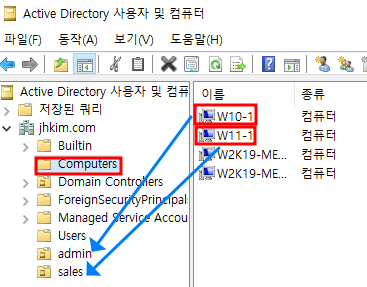 Active Directory 사용자 및 컴퓨터
파일(F) 동작(A) 보기(V) 도움말(H)
Active Directory 사용자 및 컴퓨
저장된 쿼리
jhkim.com
Builtin
Computers
Domain Controllers
ForeignSecurityPrincipals
Managed Service Accou
Users
admin
sales
이름 종류
W10-1 컴퓨터
W11-1 컴퓨터
W2K19-ME... 컴퓨터
W2K19-ME... 컴퓨터